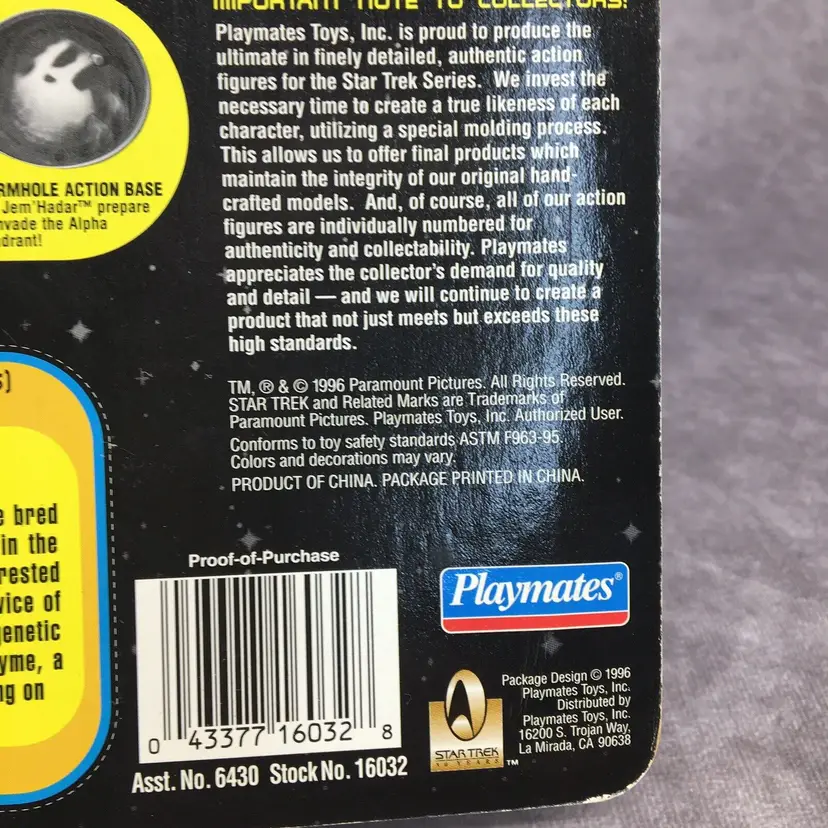 IMPORTANT NOTE TO COLLECTORS!
Playmates Toys, Inc. is proud to produce the
ultimate in finely detailed, authentic action
figures for the Star Trek Series. We invest the
necessary time to create a true likeness of each
character, utilizing a special molding process.
This allows us to offer final products which
maintain the integrity of our original hand-
crafted models. And, of course, all of our action
figures are individually numbered for
authenticity and collectability. Playmates
appreciates the collector's demand for quality
and detail — and we will continue to create a
product that not just meets but exceeds these
high standards.
RMHOLE ACTION BASE
Jem'Hadar™ prepare
nvade the Alpha
drant!
TM, ® & © 1996 Paramount Pictures. All Rights Reserved.
STAR TREK and Related Marks are Trademarks of
Paramount Pictures. Playmates Toys, Inc. Authorized User.
Conforms to toy safety standards ASTM F963-95.
Colors and decorations may vary.
PRODUCT OF CHINA. PACKAGE PRINTED IN CHINA.
S)
e bred
in the
rested
vice of
genetic
yme, a
ng on
Proof-of-Purchase
0 43377 16032 8
Asst. No. 6430 Stock No. 16032
Playmates®
STAR TREK
30 YEARS TM
Package Design © 1996
Playmates Toys, Inc.
Distributed by
Playmates Toys, Inc.
16200 S. Trojan Way,
La Mirada, CA 90638